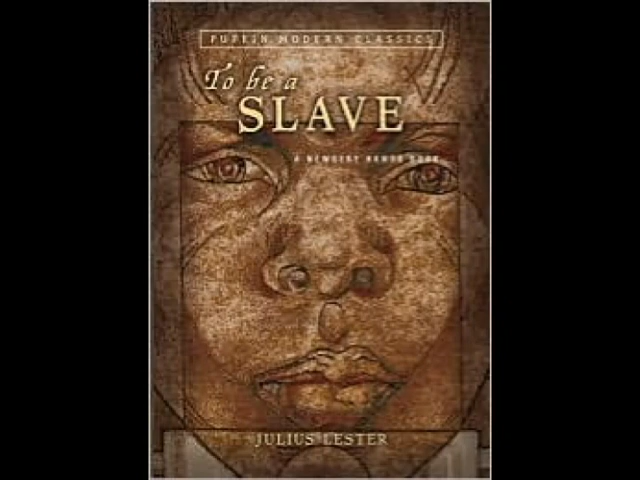 PUFFIN MODERN CLASSICS
To be a
SLAVE
A NEWBERY HONOR BOOK
JULIUS LESTER